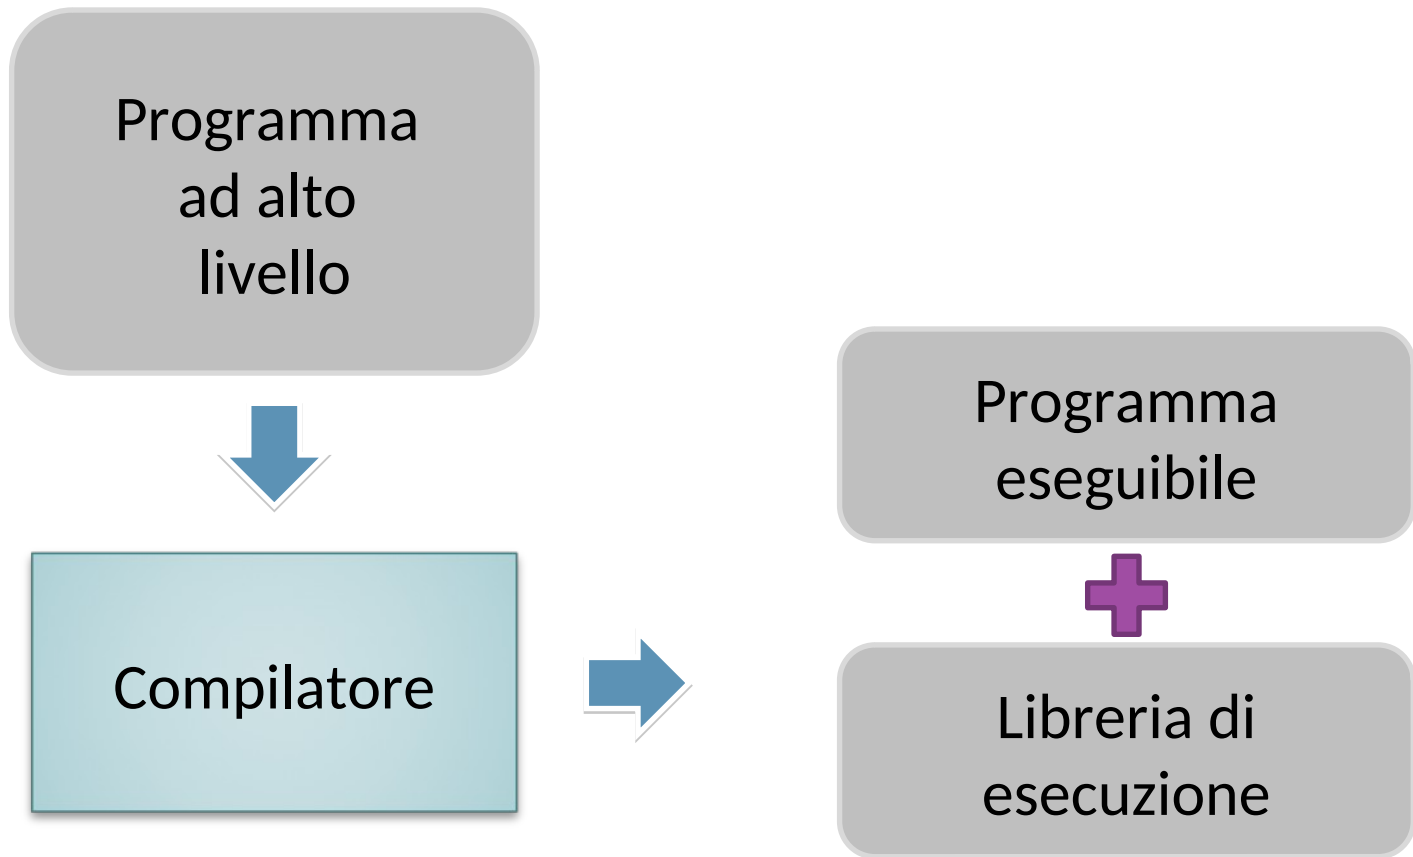 Programma
ad alto
livello
Compilatore
Programma
eseguibile
Libreria di
esecuzione